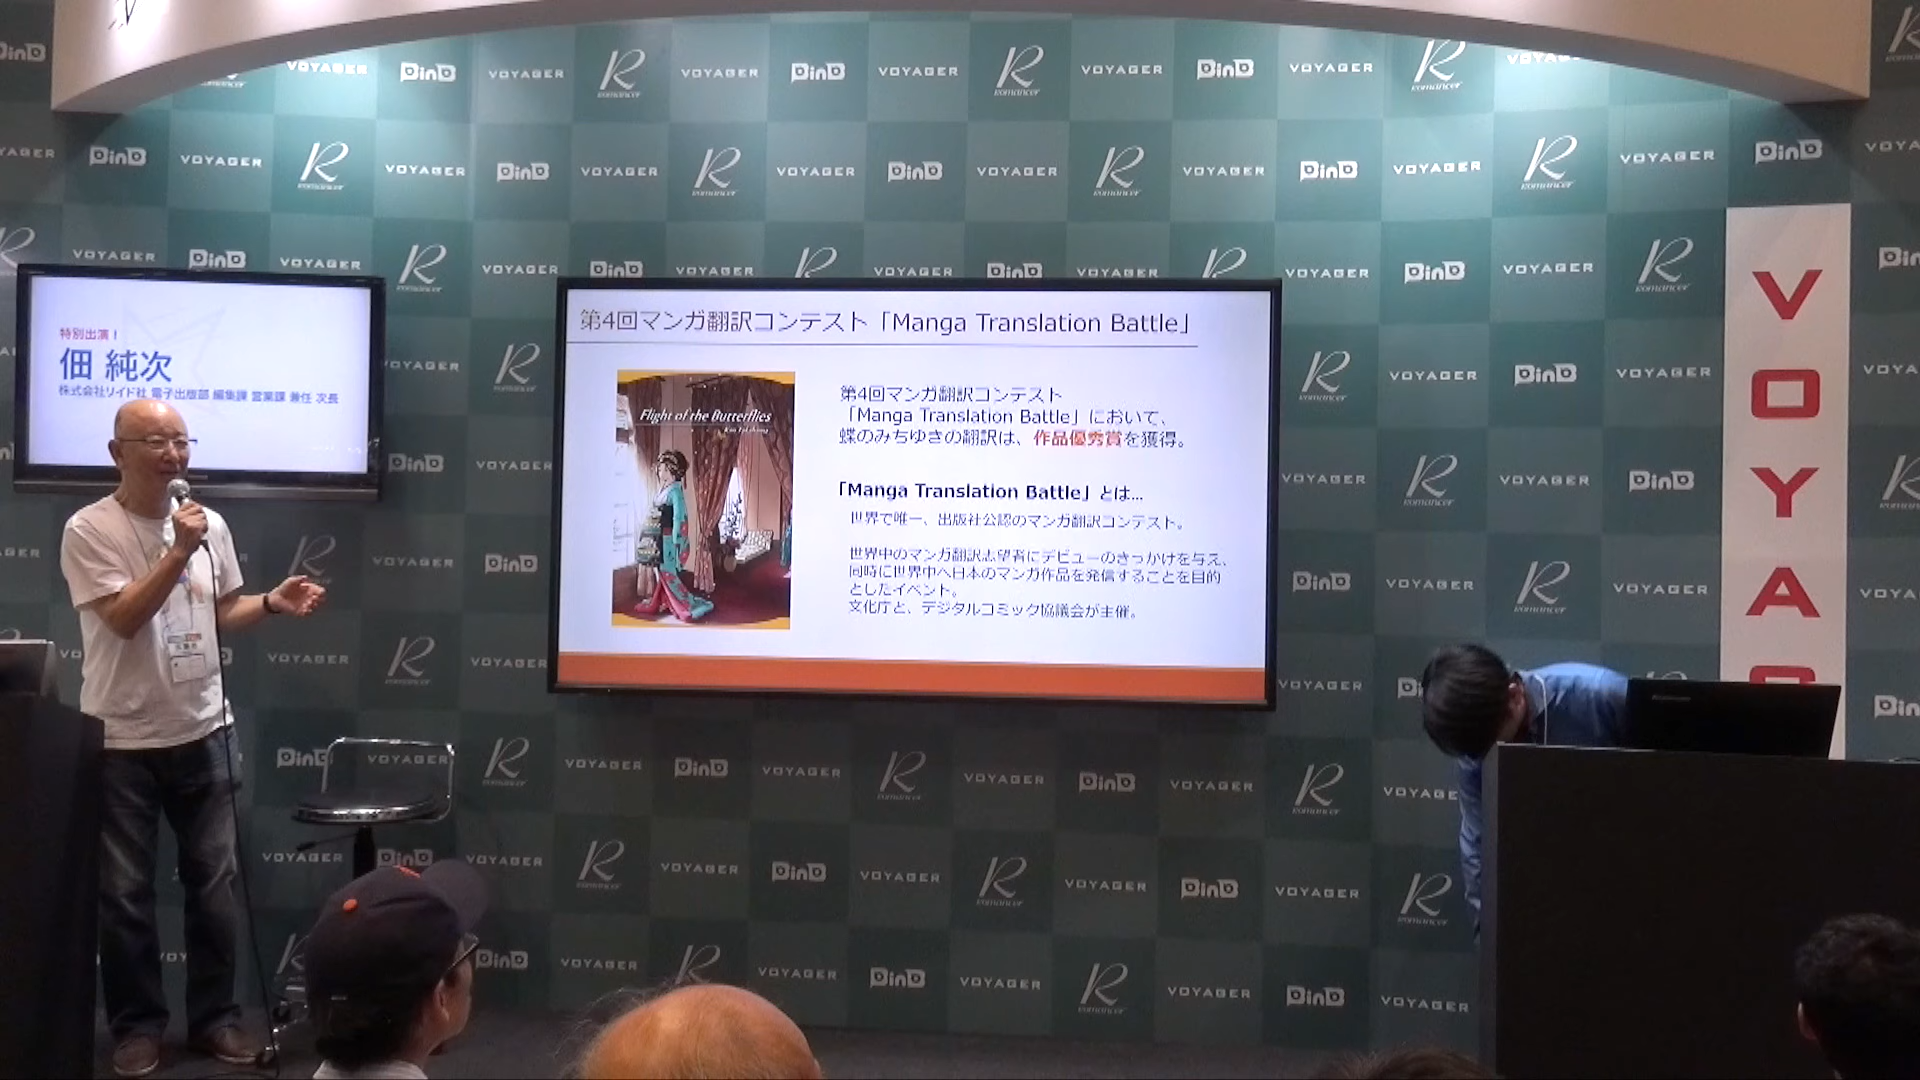 特別出演！
佃 純次
株式会社リイド社 電子出版部 編集課 営業課 兼任 次長
第4回マンガ翻訳コンテスト「Manga Translation Battle」
Flight of the Butterflies
第4回マンガ翻訳コンテスト
「Manga Translation Battle」において、
蝶のみちゆきの翻訳は、作品優秀賞を獲得。
「Manga Translation Battle」とは...
世界で唯一、出版社公認のマンガ翻訳コンテスト。
世界中のマンガ翻訳志望者にデビューのきっかけを与え、
同時に世界中へ日本のマンガ作品を発信することを目的
としたイベント。
文化庁と、デジタルコミック協議会が主催。
VOYAGER
BinB
R
Romancer
VOYAG